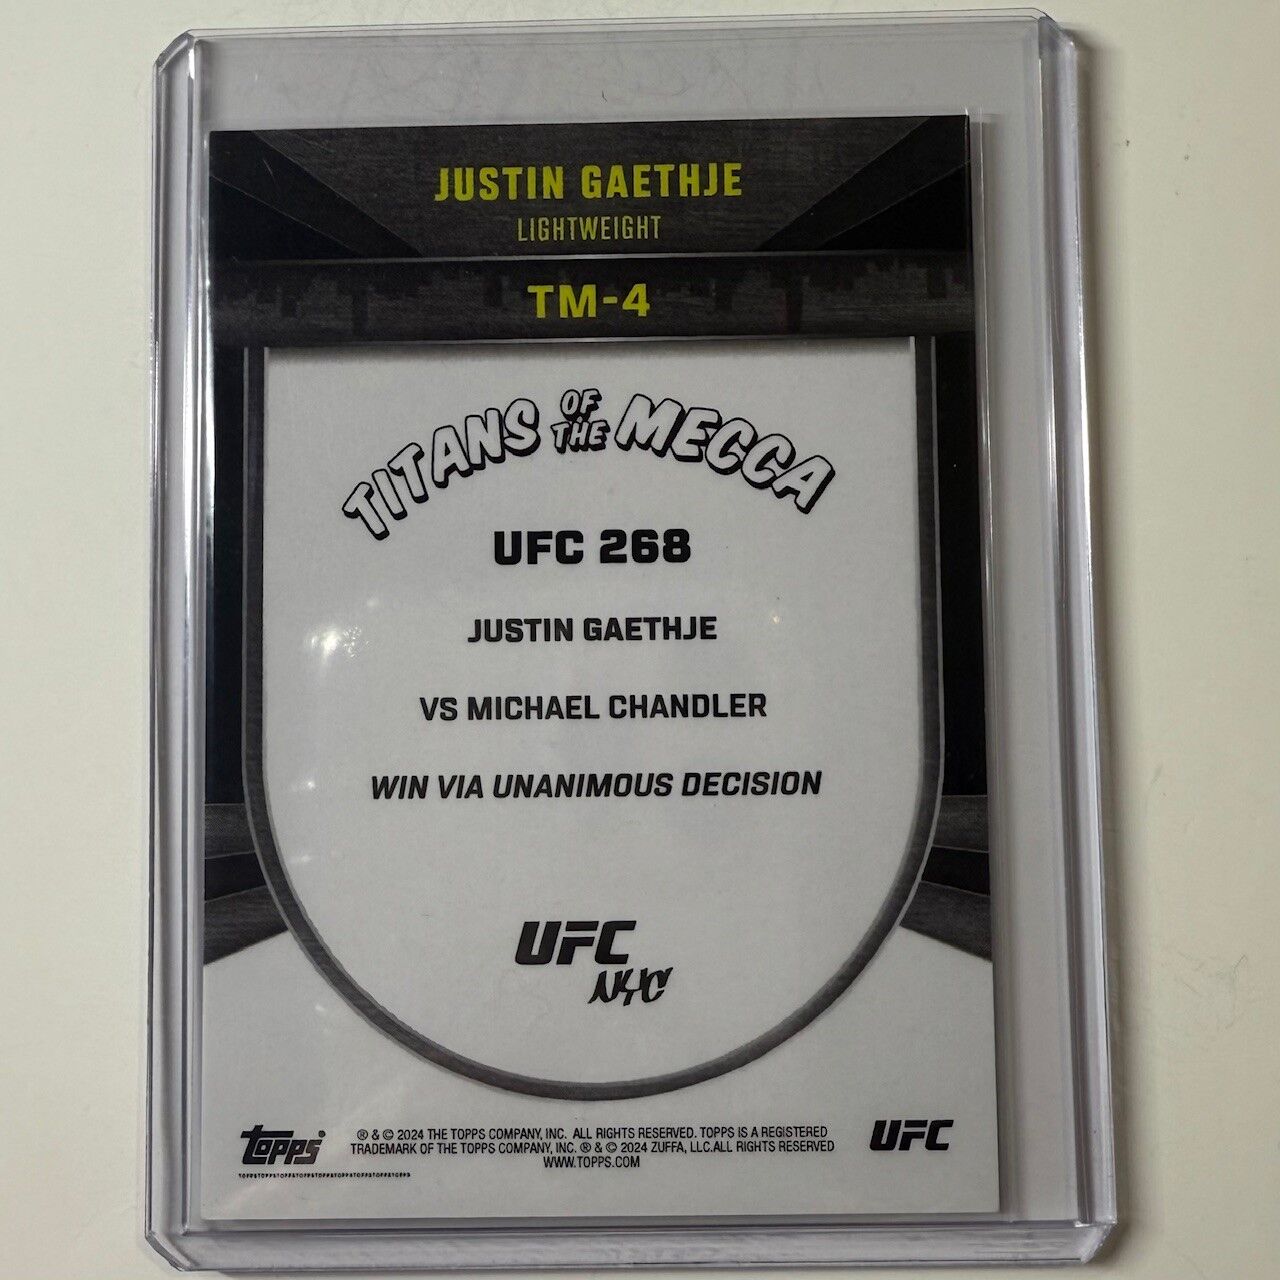 JUSTIN GAETHJE
LIGHTWEIGHT
TM-4
TITANS OF THE MECCA
UFC 268
JUSTIN GAETHJE
VS MICHAEL CHANDLER
WIN VIA UNANIMOUS DECISION
UFC
NYC
topps®
® & © 2024 THE TOPPS COMPANY, INC. ALL RIGHTS RESERVED. TOPPS IS A REGISTERED
TRADEMARK OF THE TOPPS COMPANY, INC. ® & © 2024 ZUFFA, LLC.ALL RIGHTS RESERVED
WWW.TOPPS.COM
UFC